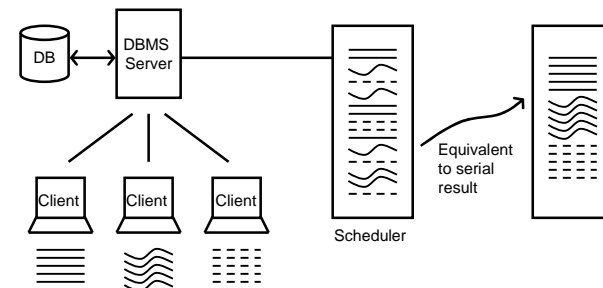 DB
DBMS
Server
Client
Client
Client
Scheduler
Equivalent
to serial
result